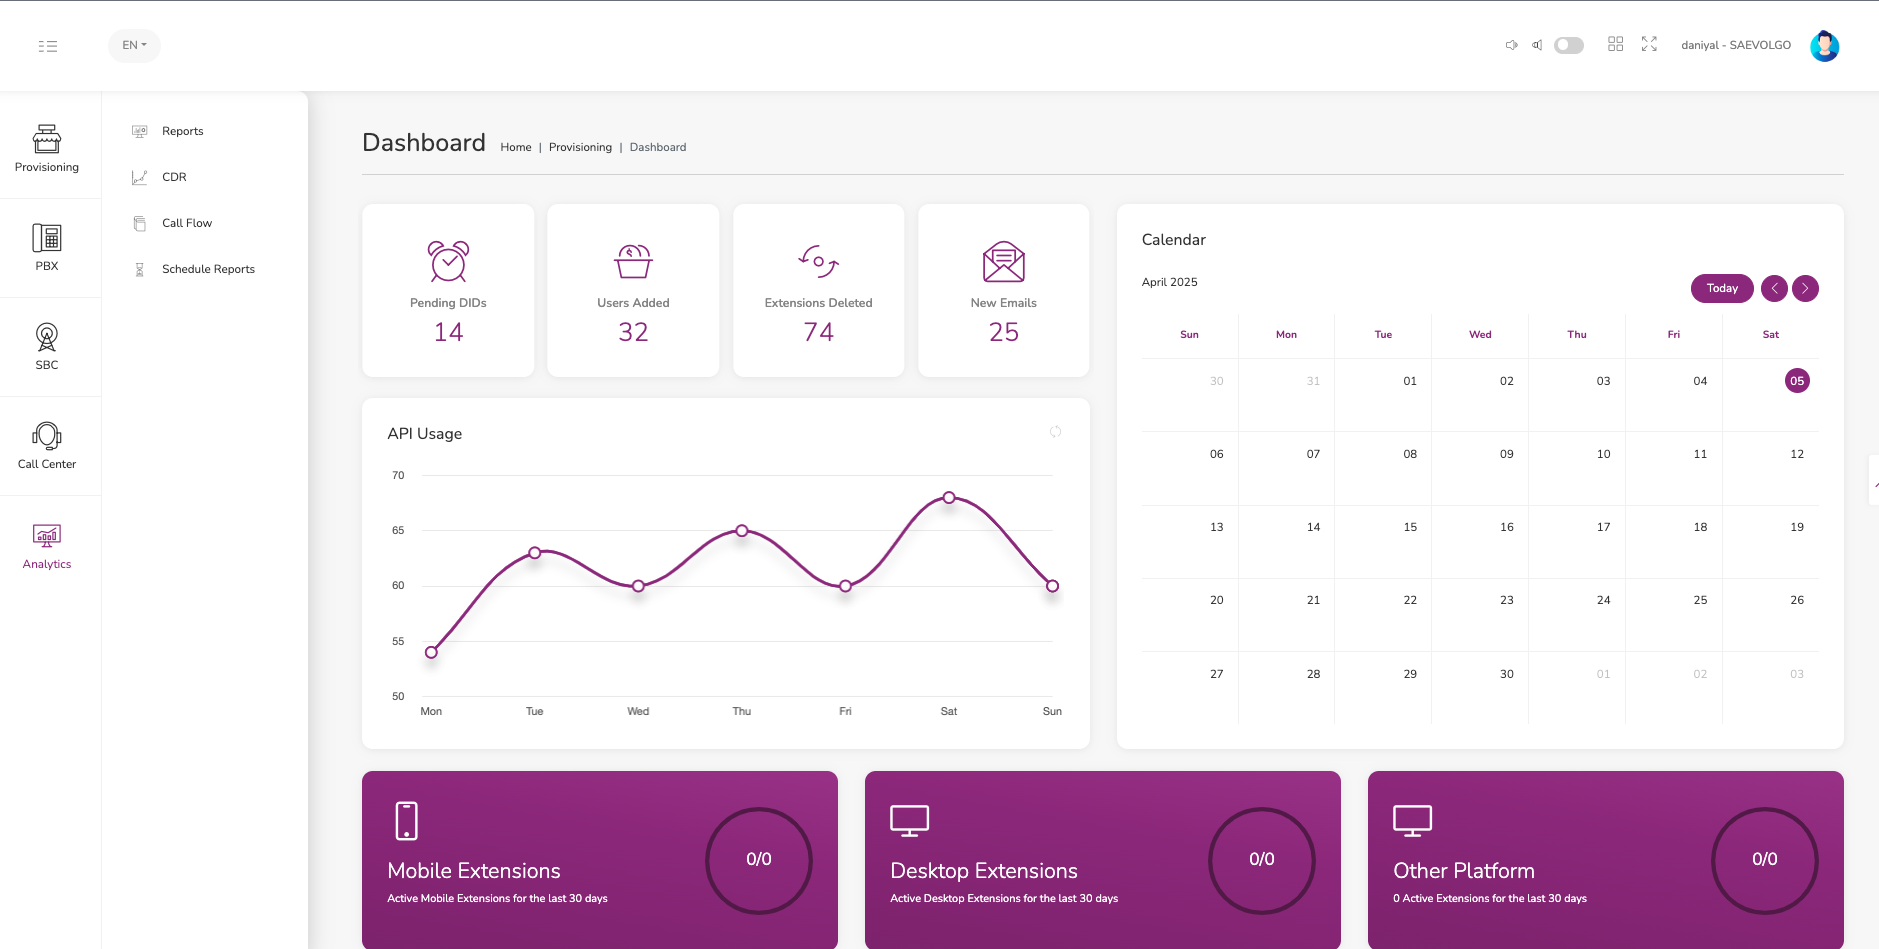 EN
daniyal - SAEVOLGO
Provisioning
PBX
SBC
Call Center
Analytics
Reports
CDR
Call Flow
Schedule Reports
Dashboard
Home | Provisioning | Dashboard
Pending DIDs
14
Users Added
32
Extensions Deleted
74
New Emails
25
API Usage
70
65
60
55
50
Mon Tue Wed Thu Fri Sat Sun
Calendar
April 2025
Today
Sun Mon Tue Wed Thu Fri Sat
30 31 01 02 03 04 05
06 07 08 09 10 11 12
13 14 15 16 17 18 19
20 21 22 23 24 25 26
27 28 29 30 01 02 03
Mobile Extensions
Active Mobile Extensions for the last 30 days
0/0
Desktop Extensions
Active Desktop Extensions for the last 30 days
0/0
Other Platform
0 Active Extensions for the last 30 days
0/0